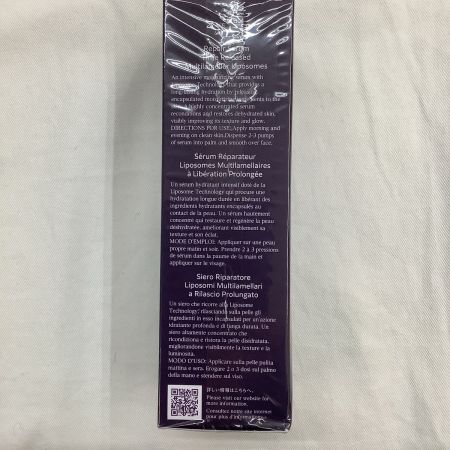 Repair Serum
Time Released
Multilamellar Liposomes
An intensive moisturizing serum with
Liposome Technology that provides a
long-lasting hydration by releasing
encapsulated moisturizing ingredients to the
skin. A highly concentrated serum
reconditions and restores dehydrated skin,
visibly improving its texture and glow.
DIRECTIONS FOR USE: Apply morning and
evening on clean skin. Dispense 2-3 pumps
of serum into palm and smooth over face.
Sérum Réparateur
Liposomes Multilamellaires
à Libération Prolongée
Un serum hydratant intensif doté de la
Liposome Technology qui procure une
hydratation longue durée en libérant des
ingrédients hydratants encapsulés au
contact de la peau. Un sérum hautement
concentré qui restaure et régénère la peau
déshydratée, ameliorant visiblement sa
texture et son éclat.
MODE D'EMPLOI: Appliquer sur une peau
propre matin et soir. Prendre 2 à 3 pressions
de sérum dans la paume de la main et
appliquer sur le visage.
Siero Riparatore
Liposomi Multilamellari
a Rilascio Prolungato
Un siero che ricorre alla Liposome
Technology, rilasciando sulla pelle gli
ingredienti in esso incapsulati per un'azione
idratante profonda e di lunga durata. Un
siero altamente concentrato che
ricondiziona e ristora la pelle disidratata,
migliorandone visibilmente la texture e la
luminosità.
MODO D'USO: Applicare sulla pelle pulita
mattina e sera. Erogare 2 o 3 dosi sul palmo
della mano e stendere sul viso.
詳しい情報はこちらへ。
Please visit our website for
more information.
Consultez notre site internet
pour plus d'informations